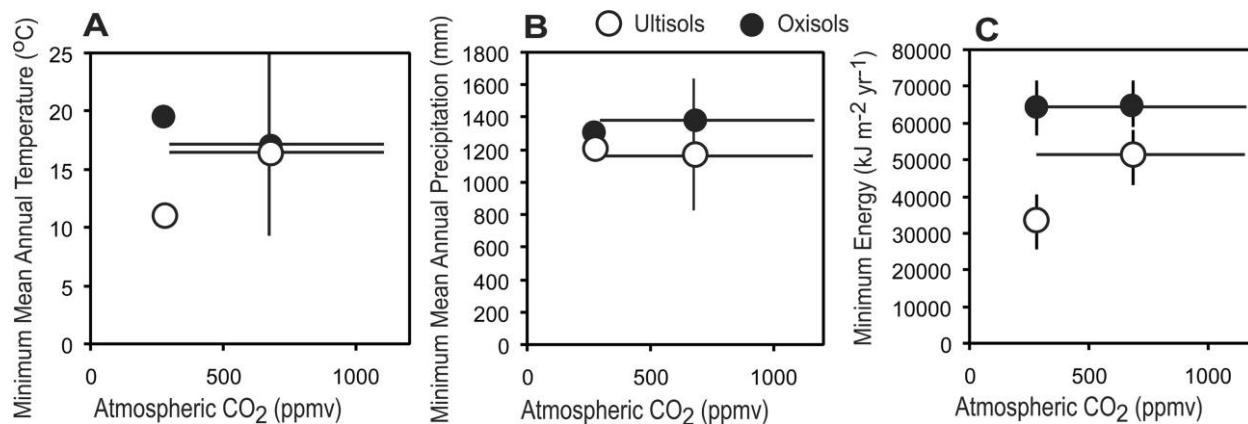 A
Minimum Mean Annual Temperature (°C)
25
20
15
10
5
0
0 500 1000
Atmospheric CO₂ (ppmv)
○ Ultisols ● Oxisols
B
Minimum Mean Annual Precipitation (mm)
1800
1600
1400
1200
1000
800
600
400
200
0
0 500 1000
Atmospheric CO₂ (ppmv)
C
Minimum Energy (kJ m⁻² yr⁻¹)
80000
70000
60000
50000
40000
30000
20000
10000
0
0 500 1000
Atmospheric CO₂ (ppmv)